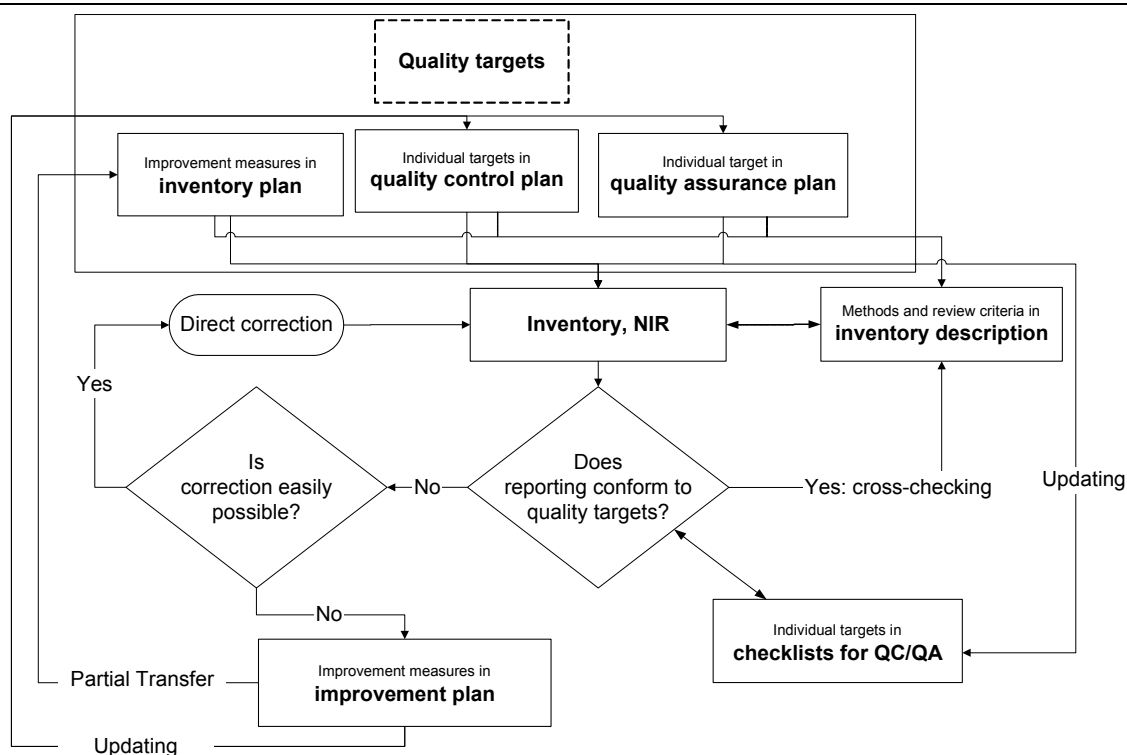 Quality targets
Improvement measures in
inventory plan
Individual targets in
quality control plan
Individual target in
quality assurance plan
Direct correction
Inventory, NIR
Methods and review criteria in
inventory description
Yes
Is
correction easily
possible?
No
Does
reporting conform to
quality targets?
Yes: cross-checking
Updating
No
Individual targets in
checklists for QC/QA
Partial Transfer
Improvement measures in
improvement plan
Updating